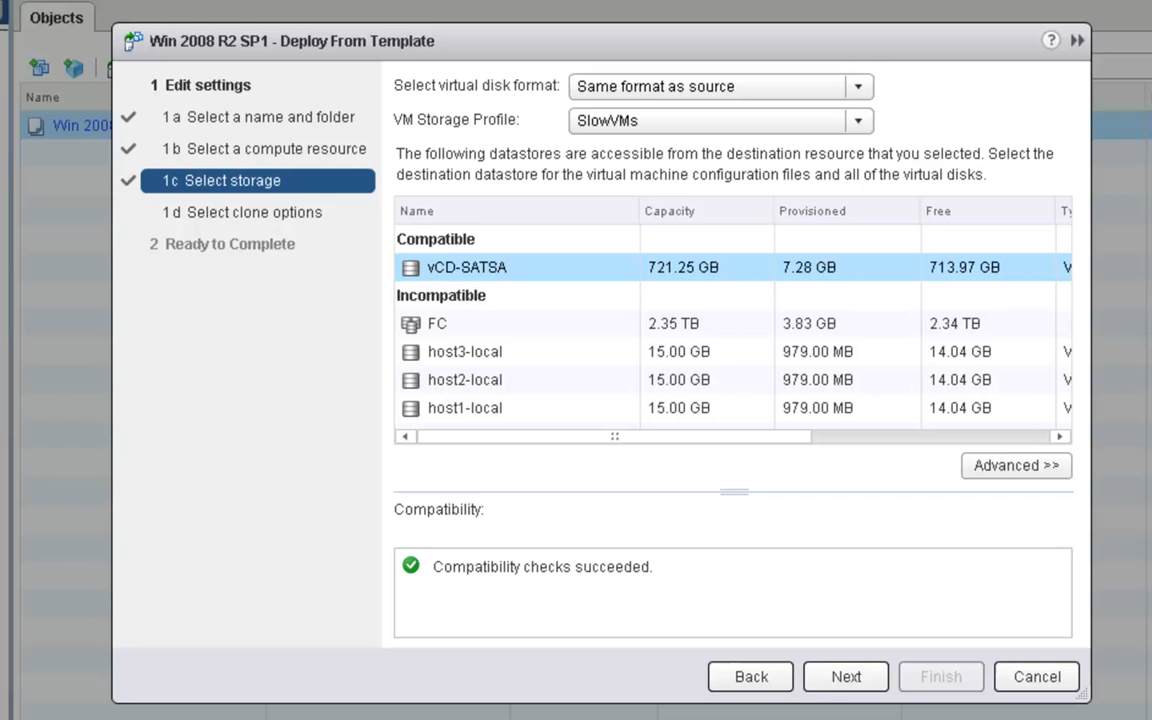 Objects
Win 2008 R2 SP1 - Deploy From Template
?
Name
Win 2008
1 Edit settings
1a Select a name and folder
1b Select a compute resource
1c Select storage
1d Select clone options
2 Ready to Complete
Select virtual disk format: Same format as source
VM Storage Profile: SlowVMs
The following datastores are accessible from the destination resource that you selected. Select the
destination datastore for the virtual machine configuration files and all of the virtual disks.
Name Capacity Provisioned Free
Compatible
vCD-SATSA 721.25 GB 7.28 GB 713.97 GB V
Incompatible
FC 2.35 TB 3.83 GB 2.34 TB
host3-local 15.00 GB 979.00 MB 14.04 GB V
host2-local 15.00 GB 979.00 MB 14.04 GB V
host1-local 15.00 GB 979.00 MB 14.04 GB V
Advanced >>
Compatibility:
Compatibility checks succeeded.
Back Next Finish Cancel